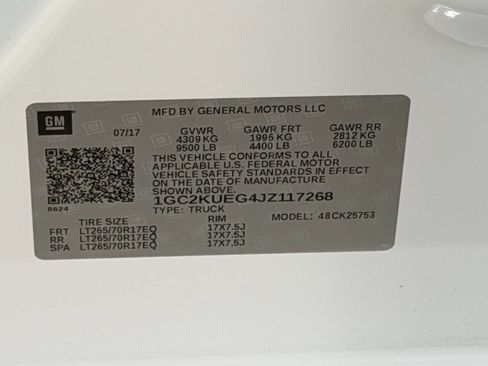 GM
MFD BY GENERAL MOTORS LLC
07/17 GVWR GAWR FRT GAWR RR
4309 KG 1996 KG 2812 KG
9500 LB 4400 LB 6200 LB
THIS VEHICLE CONFORMS TO ALL
APPLICABLE U.S. FEDERAL MOTOR
VEHICLE SAFETY STANDARDS IN EFFECT
ON THE DATE OF MANUFACTURE
SHOWN ABOVE.
1GC2KUEG4JZ117268
0624
TYPE: TRUCK MODEL: 48CK25753
TIRE SIZE RIM
FRT LT265/70R17EQ 17X7.5J
RR LT265/70R17EQ 17X7.5J
SPA LT265/70R17EQ 17X7.5J